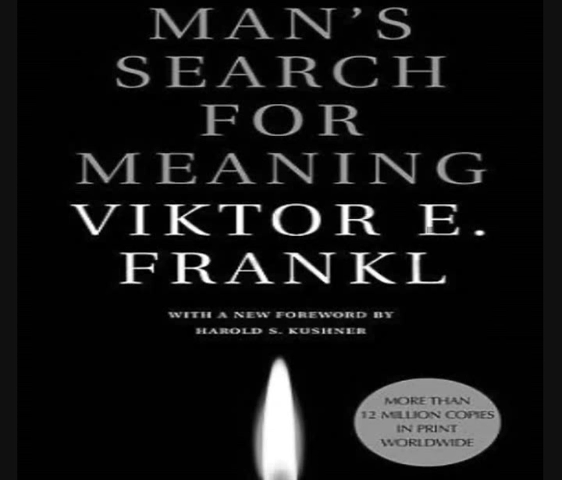 MAN'S
SEARCH
FOR
MEANING
VIKTOR E.
FRANKL
WITH A NEW FOREWORD BY
HAROLD S. KUSHNER
MORE THAN
12 MILLION COPIES
IN PRINT
WORLDWIDE